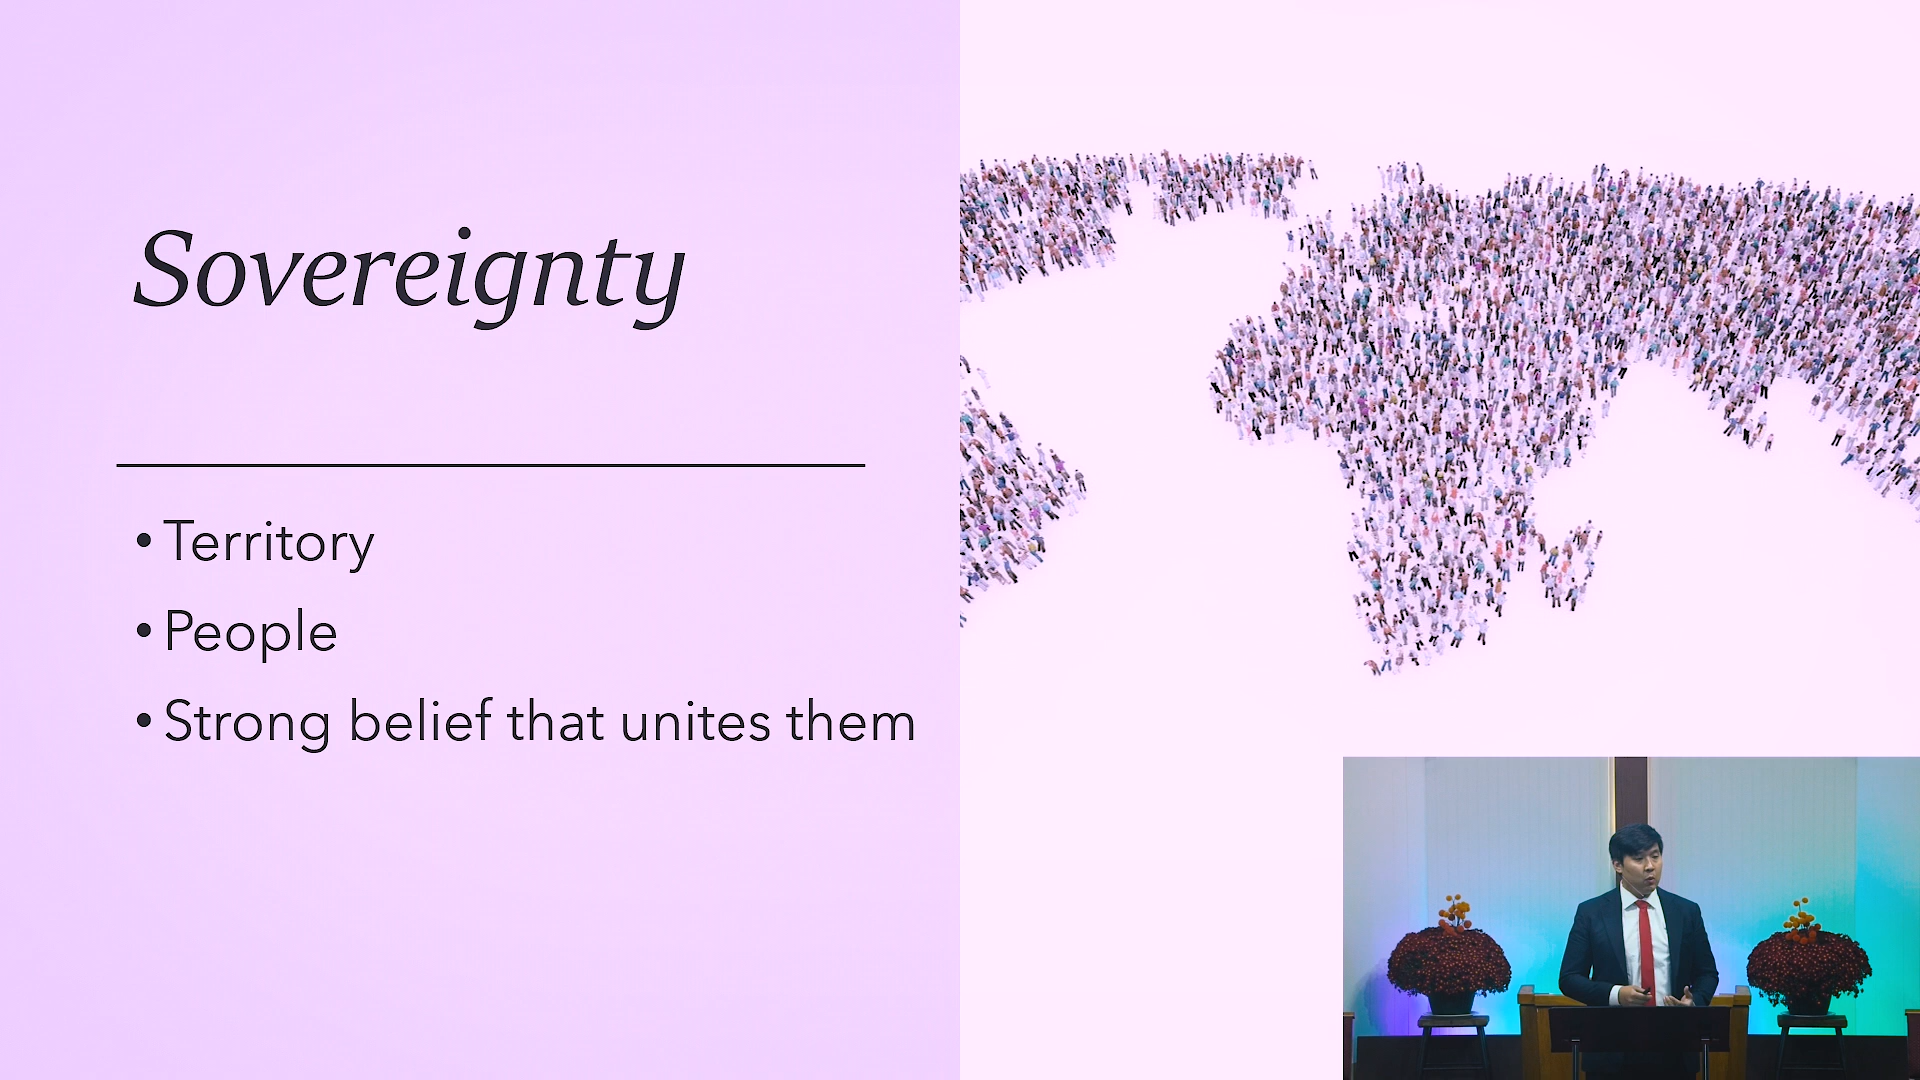 Sovereignty
• Territory
• People
• Strong belief that unites them